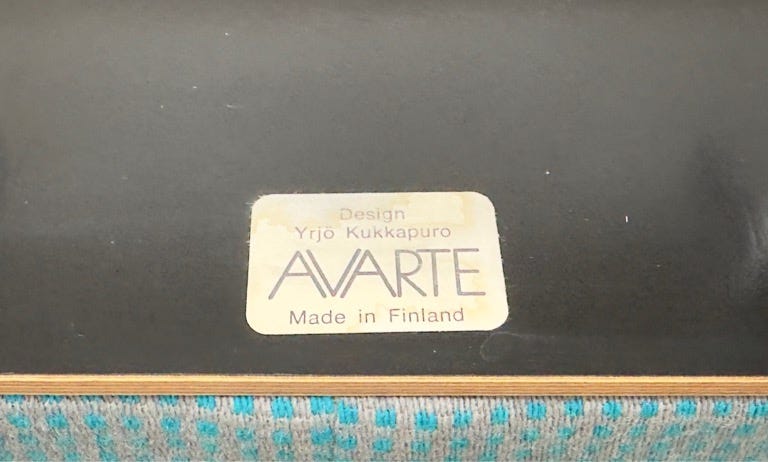 Design
Yrjö Kukkapuro
AVARTE
Made in Finland